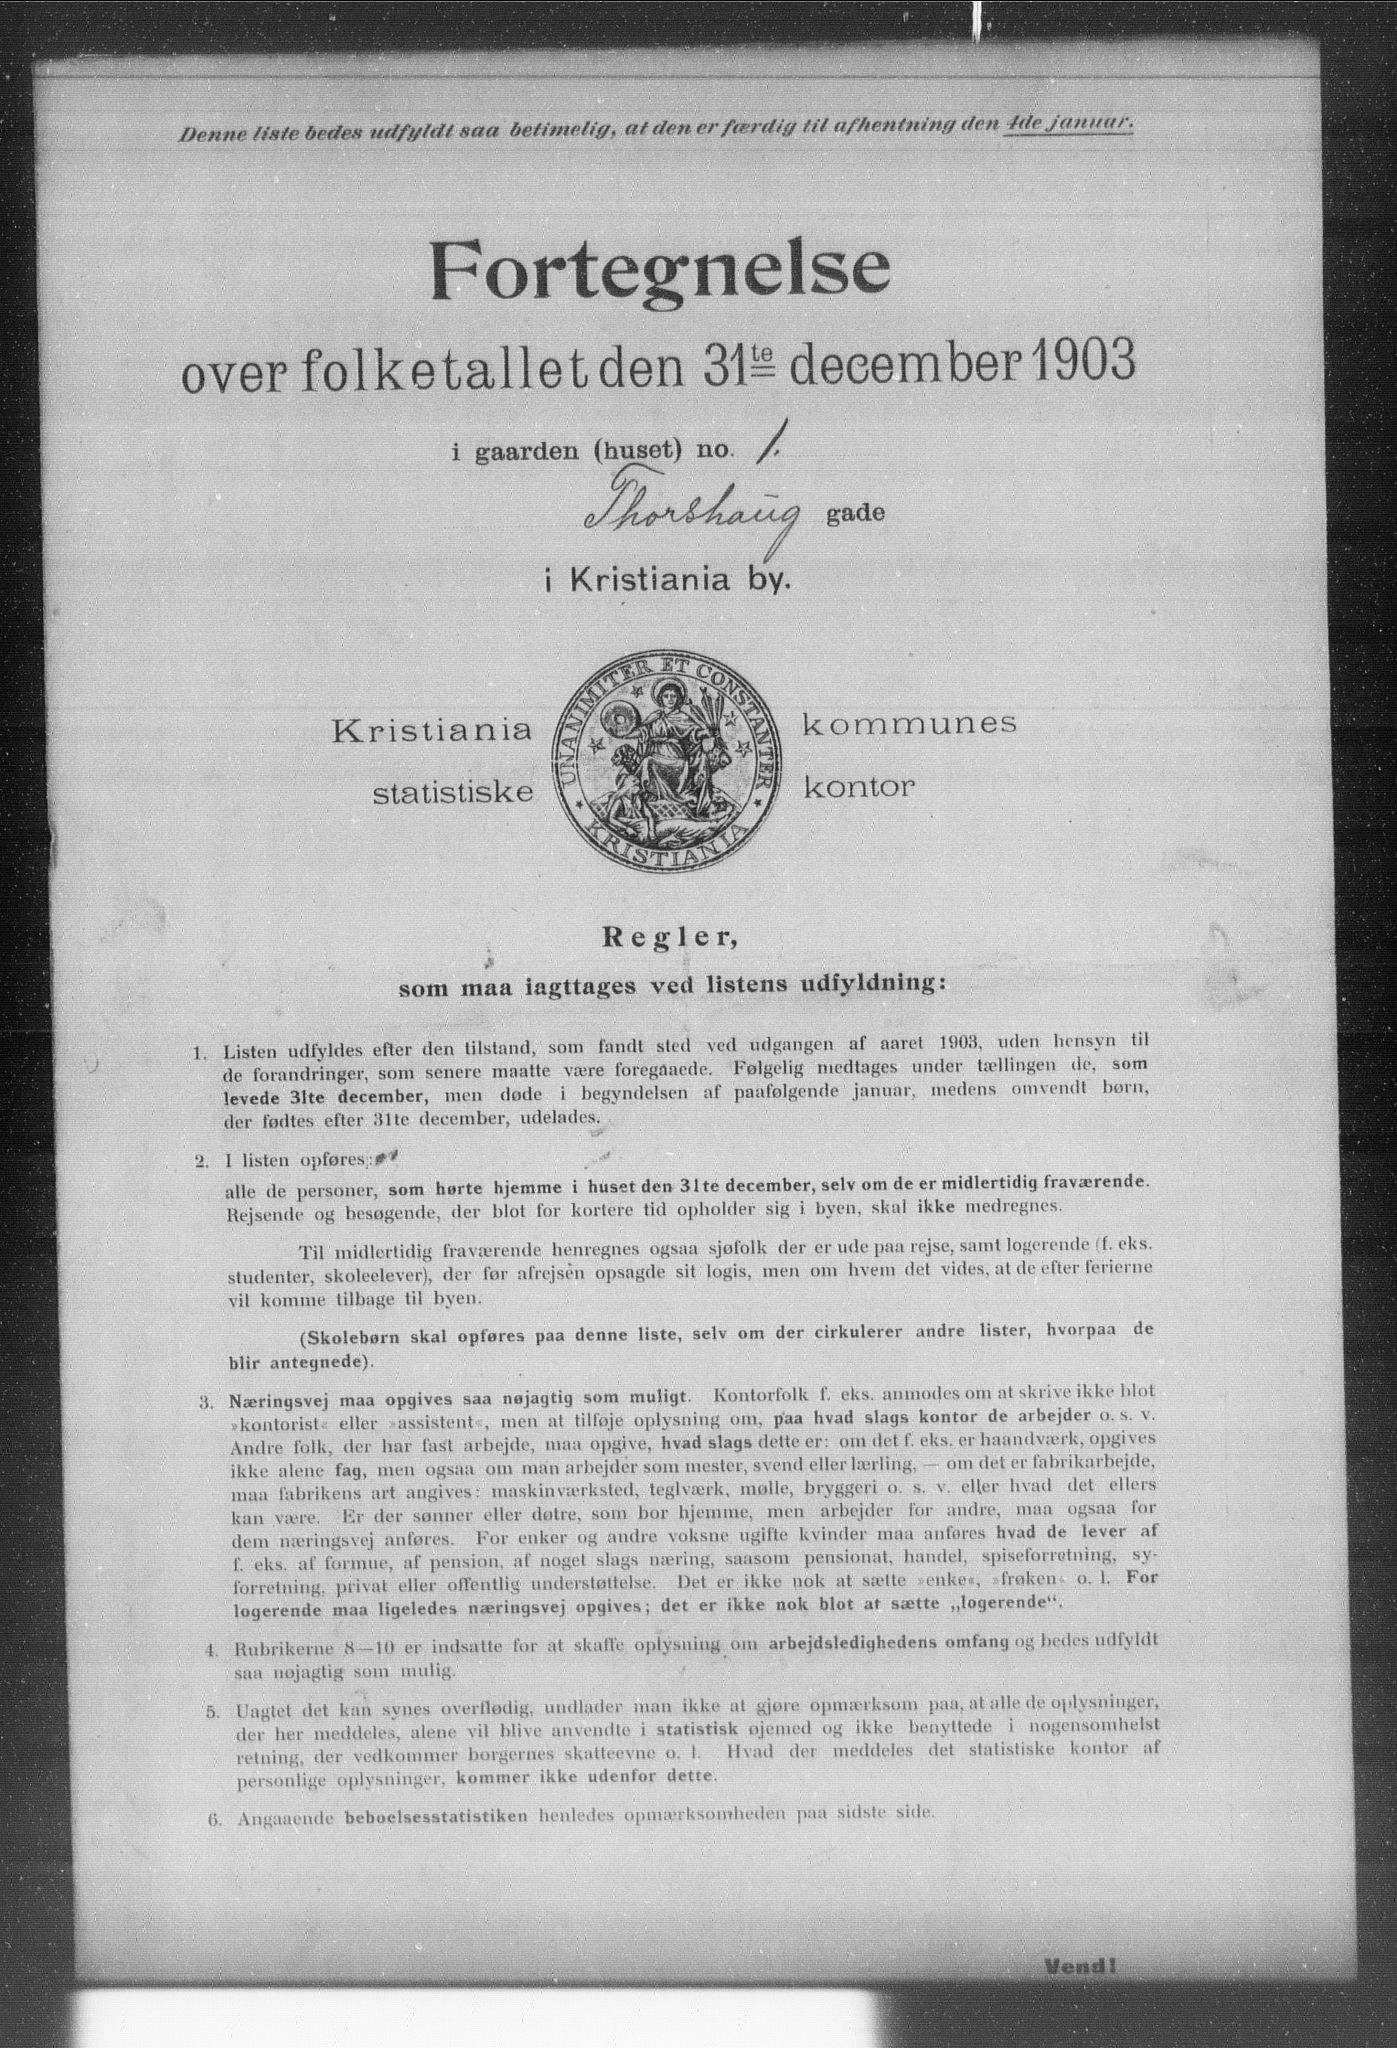 Denne liste bedes udfyldt saa betimelig, at den er færdig til afhentning den 4de januar.
Fortegnelse
over folketallet den 31te december 1903
i gaarden (huset) no. 1.
Thorshaug gade
i Kristiania by.
UNANIMITER ET CONSTANTER
KRISTIANIA
Kristiania kommunes
statistiske kontor
Regler,
som maa iagttages ved listens udfyldning:
1. Listen udfyldes efter den tilstand, som fandt sted ved udgangen af aaret 1903, uden hensyn til
de forandringer, som senere maatte være foregaaede. Følgelig medtages under tællingen de, som
levede 31te december, men døde i begyndelsen af paafølgende januar, medens omvendt børn,
der fødtes efter 31te december, udelades.
2. I listen opføres:
alle de personer, som hørte hjemme i huset den 31te december, selv om de er midlertidig fraværende.
Rejsende og besøgende, der blot for kortere tid opholder sig i byen, skal ikke medregnes.
Til midlertidig fraværende henregnes ogsaa sjøfolk der er ude paa rejse, samt logerende (f. eks.
studenter, skoleelever), der før afrejsen opsagde sit logis, men om hvem det vides, at de efter ferierne
vil komme tilbage til byen.
(Skolebørn skal opføres paa denne liste, selv om der cirkulerer andre lister, hvorpaa de
blir antegnede).
3. Næringsvej maa opgives saa nøjagtig som muligt. Kontorfolk f. eks. anmodes om at skrive ikke blot
»kontorist« eller »assistent«, men at tilføje oplysning om, paa hvad slags kontor de arbejder o. s. v.
Andre folk, der har fast arbejde, maa opgive, hvad slags dette er: om det f. eks. er haandværk, opgives
ikke alene fag, men ogsaa om man arbejder som mester, svend eller lærling, — om det er fabrikarbejde,
maa fabrikens art angives: maskinværksted, teglværk, mølle, bryggeri o. s. v. eller hvad det ellers
kan være. Er der sønner eller døtre, som bor hjemme, men arbejder for andre, maa ogsaa for
dem næringsvej anføres. For enker og andre voksne ugifte kvinder maa anføres hvad de lever af
f. eks. af formue, af pension, af noget slags næring, saasom pensionat, handel, spiseforretning, sy-
forretning, privat eller offentlig understøttelse. Det er ikke nok at sætte »enke«, »frøken« o. l. For
logerende maa ligeledes næringsvej opgives; det er ikke nok blot at sætte „logerende“.
4. Rubrikerne 8—10 er indsatte for at skaffe oplysning om arbejdsledighedens omfang og bedes udfyldt
saa nøjagtig som mulig.
5. Uagtet det kan synes overflødig, undlader man ikke at gjøre opmærksom paa, at alle de oplysninger,
der her meddeles, alene vil blive anvendte i statistisk øjemed og ikke benyttede i nogensomhelst
retning, der vedkommer borgernes skatteevne o. l. Hvad der meddeles det statistiske kontor af
personlige oplysninger, kommer ikke udenfor dette.
6. Angaaende beboelsesstatistiken henledes opmærksomheden paa sidste side.
Vend!